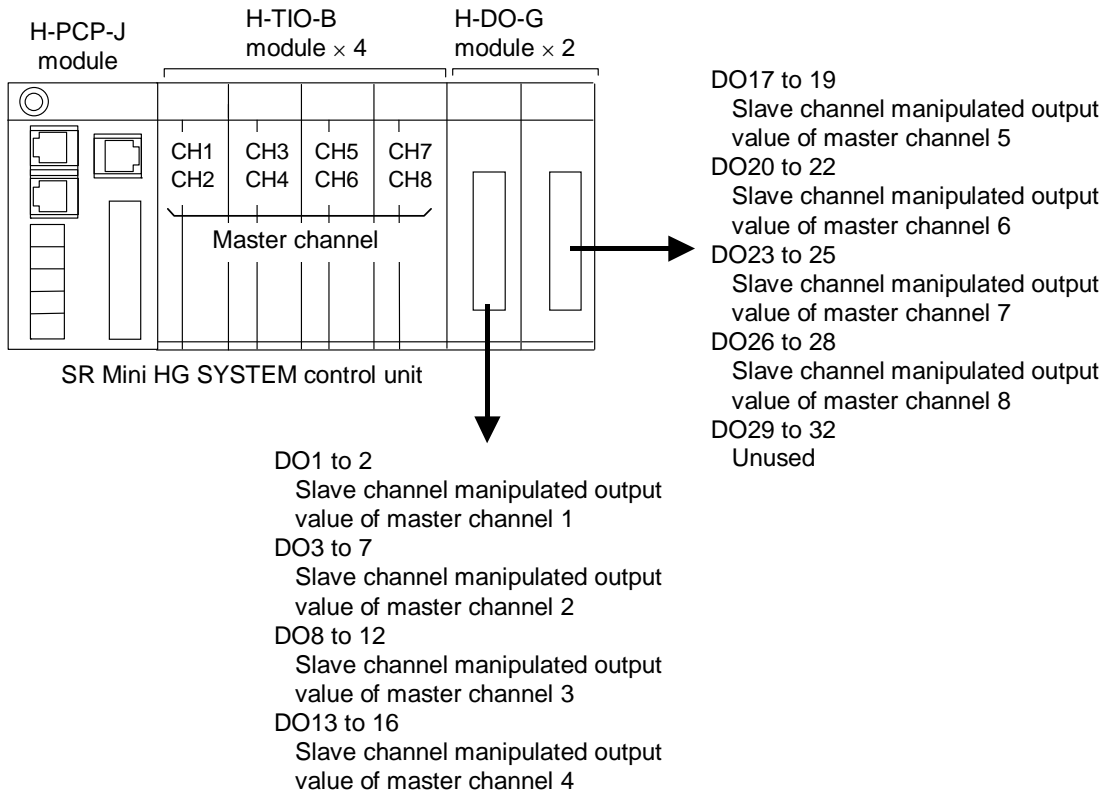 H-PCP-J
module
H-TIO-B
module × 4
H-DO-G
module × 2
CH1
CH2
CH3
CH4
CH5
CH6
CH7
CH8
Master channel
SR Mini HG SYSTEM control unit
DO17 to 19
Slave channel manipulated output
value of master channel 5
DO20 to 22
Slave channel manipulated output
value of master channel 6
DO23 to 25
Slave channel manipulated output
value of master channel 7
DO26 to 28
Slave channel manipulated output
value of master channel 8
DO29 to 32
Unused
DO1 to 2
Slave channel manipulated output
value of master channel 1
DO3 to 7
Slave channel manipulated output
value of master channel 2
DO8 to 12
Slave channel manipulated output
value of master channel 3
DO13 to 16
Slave channel manipulated output
value of master channel 4